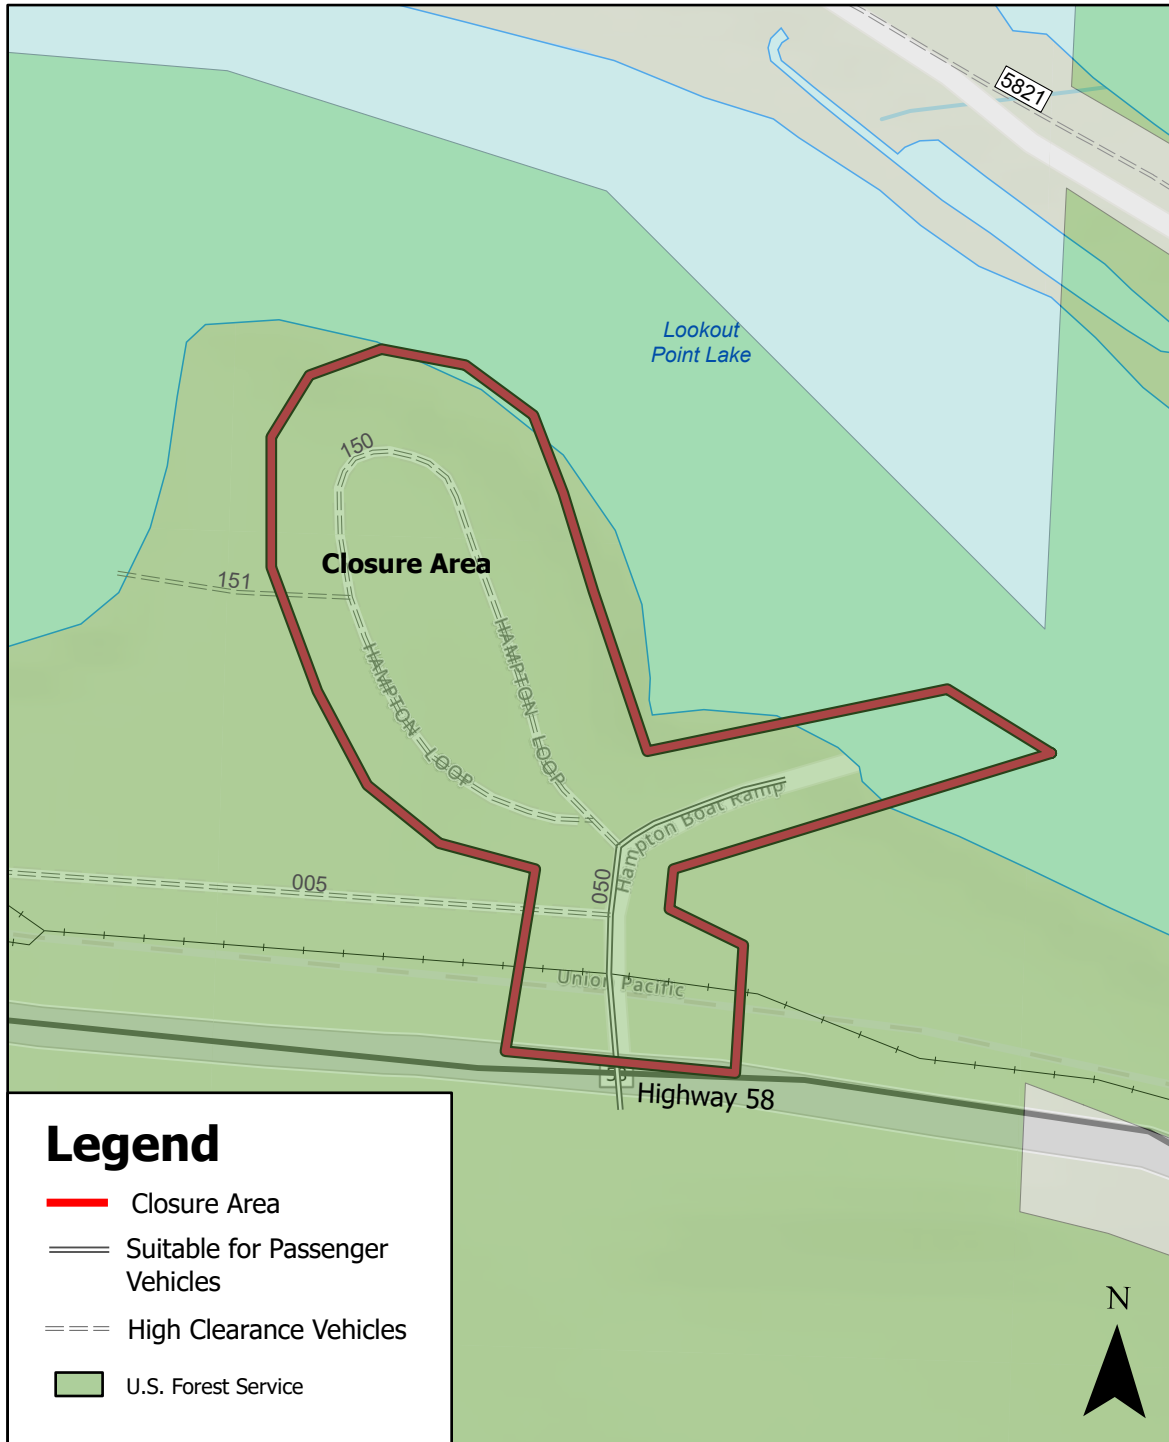 5821
Lookout
Point Lake
150
Closure Area
151
HAMPTON LOOP
HAMPTON LOOP
Hampton Boat Ramp
005
050
Union Pacific
58
Highway 58
Legend
Closure Area
Suitable for Passenger
Vehicles
High Clearance Vehicles
U.S. Forest Service
N